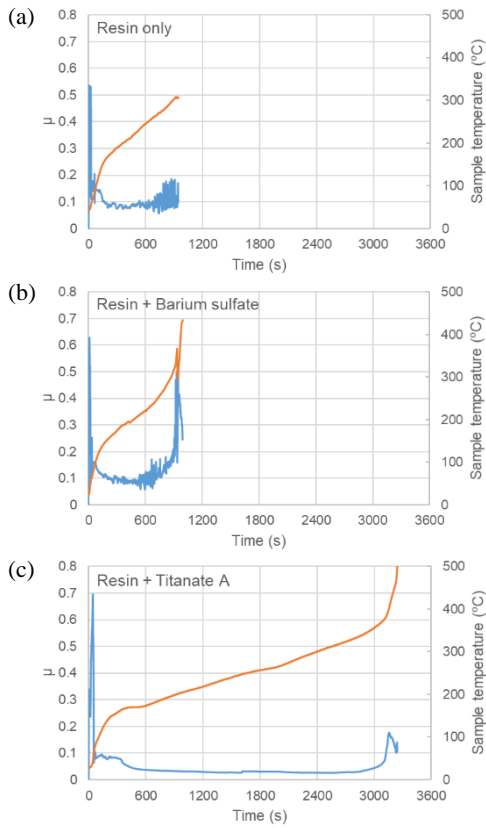 (a)
Resin only
0.8
0.7
0.6
0.5
0.4
0.3
0.2
0.1
0
μ
500
400
300
200
100
0
Sample temperature (°C)
0 600 1200 1800 2400 3000 3600
Time (s)
(b)
Resin + Barium sulfate
0.8
0.7
0.6
0.5
0.4
0.3
0.2
0.1
0
μ
500
400
300
200
100
0
Sample temperature (°C)
0 600 1200 1800 2400 3000 3600
Time (s)
(c)
Resin + Titanate A
0.8
0.7
0.6
0.5
0.4
0.3
0.2
0.1
0
μ
500
400
300
200
100
0
Sample temperature (°C)
0 600 1200 1800 2400 3000 3600
Time (s)